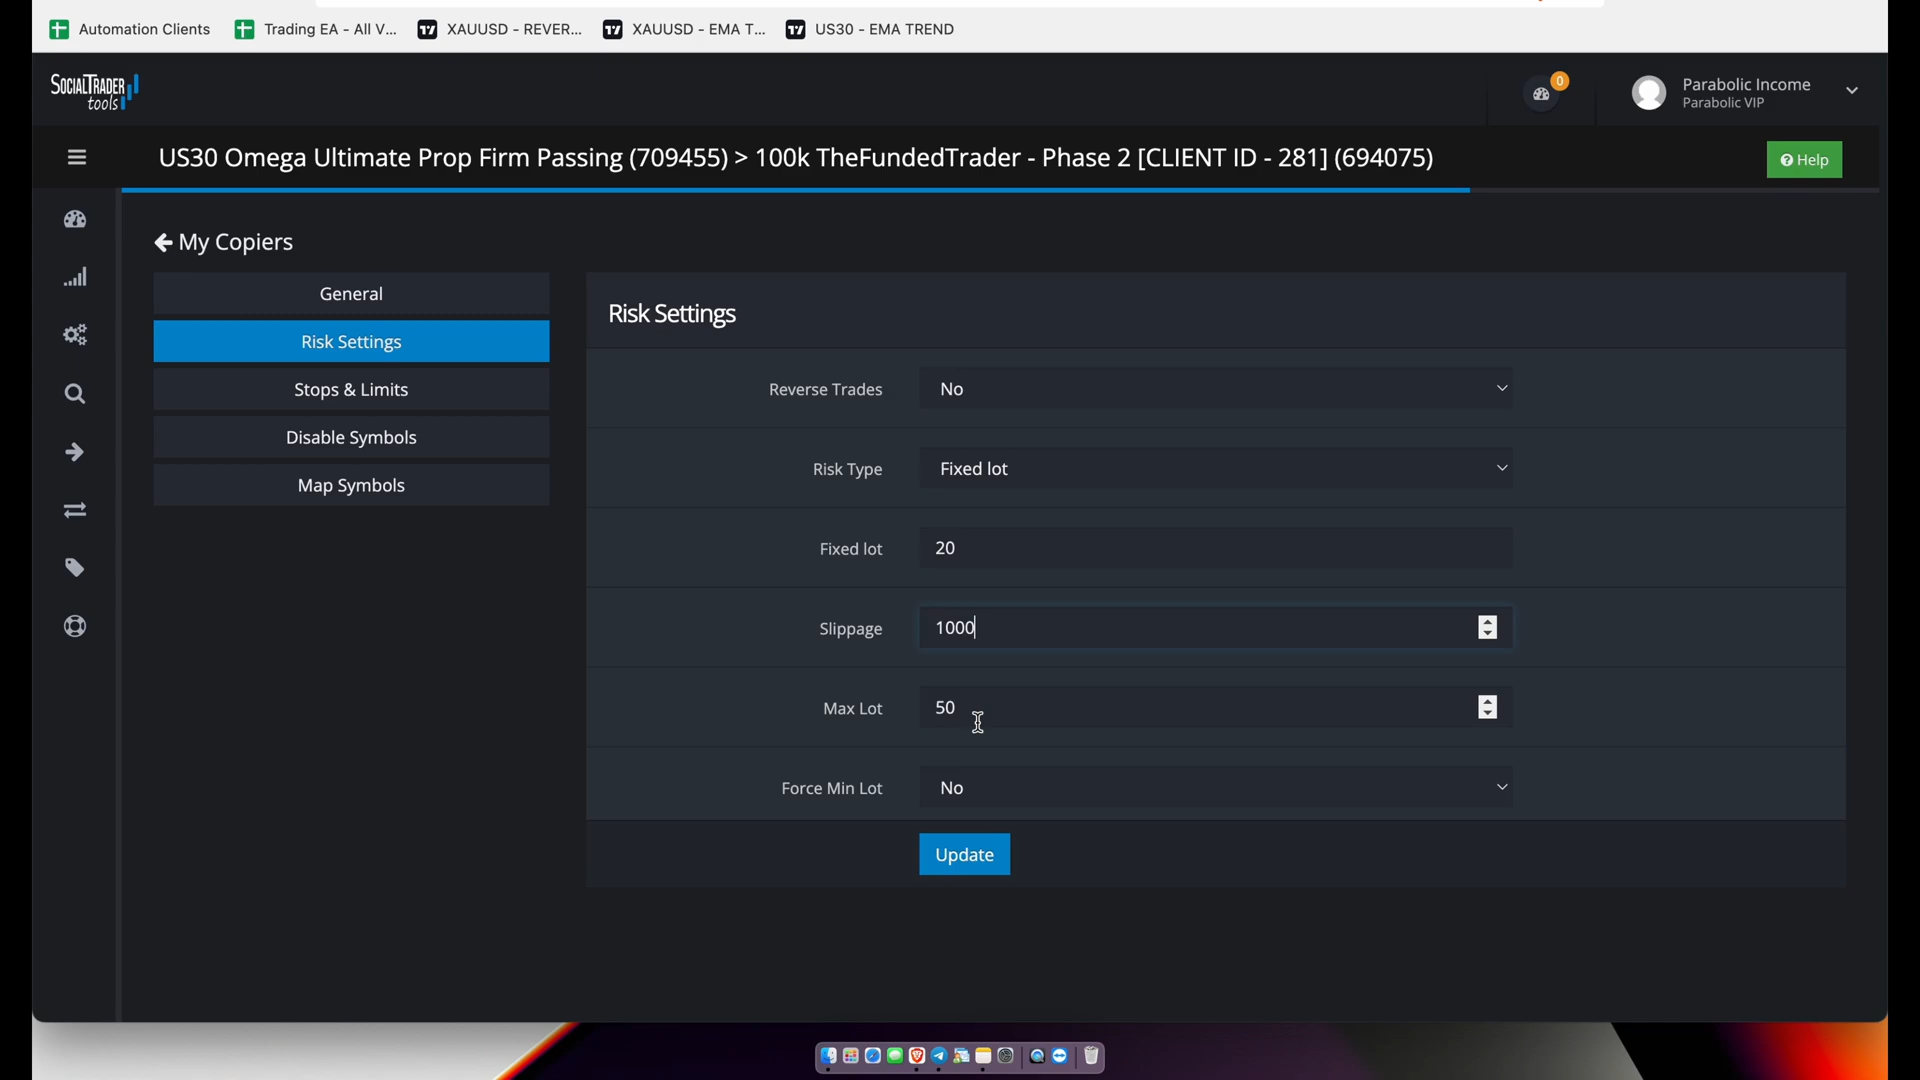 Automation Clients
Trading EA - All V...
XAUUSD - REVER...
XAUUSD - EMA T...
US30 - EMA TREND
SOCIALTRADER
tools
0
Parabolic Income
Parabolic VIP
US30 Omega Ultimate Prop Firm Passing (709455) > 100k TheFundedTrader - Phase 2 [CLIENT ID - 281] (694075)
Help
My Copiers
General
Risk Settings
Stops & Limits
Disable Symbols
Map Symbols
Risk Settings
Reverse Trades No
Risk Type Fixed lot
Fixed lot 20
Slippage 1000
Max Lot 50
Force Min Lot No
Update